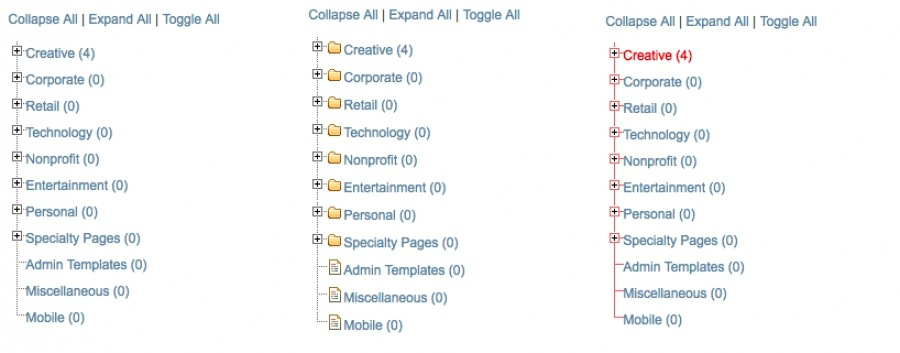 Collapse All | Expand All | Toggle All
Creative (4)
Corporate (0)
Retail (0)
Technology (0)
Nonprofit (0)
Entertainment (0)
Personal (0)
Specialty Pages (0)
Admin Templates (0)
Miscellaneous (0)
Mobile (0)
Collapse All | Expand All | Toggle All
Creative (4)
Corporate (0)
Retail (0)
Technology (0)
Nonprofit (0)
Entertainment (0)
Personal (0)
Specialty Pages (0)
Admin Templates (0)
Miscellaneous (0)
Mobile (0)
Collapse All | Expand All | Toggle All
Creative (4)
Corporate (0)
Retail (0)
Technology (0)
Nonprofit (0)
Entertainment (0)
Personal (0)
Specialty Pages (0)
Admin Templates (0)
Miscellaneous (0)
Mobile (0)